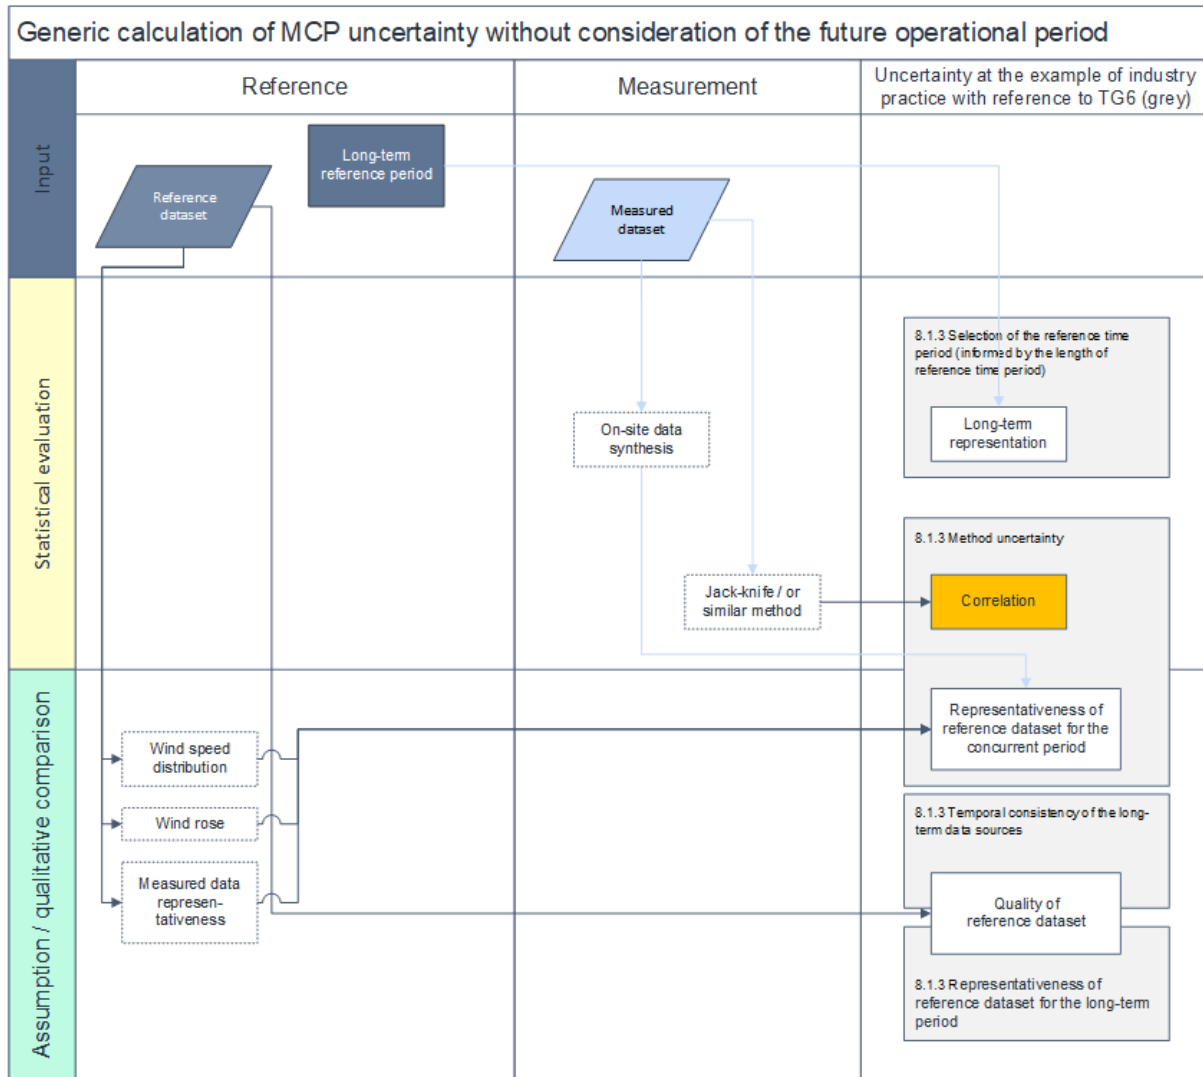 Generic calculation of MCP uncertainty without consideration of the future operational period
Reference
Measurement
Uncertainty at the example of industry
practice with reference to TG6 (grey)
Input
Long-term
reference period
Reference
dataset
Measured
dataset
Statistical evaluation
8.1.3 Selection of the reference time
period (informed by the length of
reference time period)
On-site data
synthesis
Long-term
representation
8.1.3 Method uncertainty
Jack-knife / or
similar method
Correlation
Assumption / qualitative comparison
Representativeness of
reference dataset for the
concurrent period
Wind speed
distribution
Wind rose
8.1.3 Temporal consistency of the long-
term data sources
Measured data
represen-
tativeness
Quality of
reference dataset
8.1.3 Representativeness of
reference dataset for the long-term
period